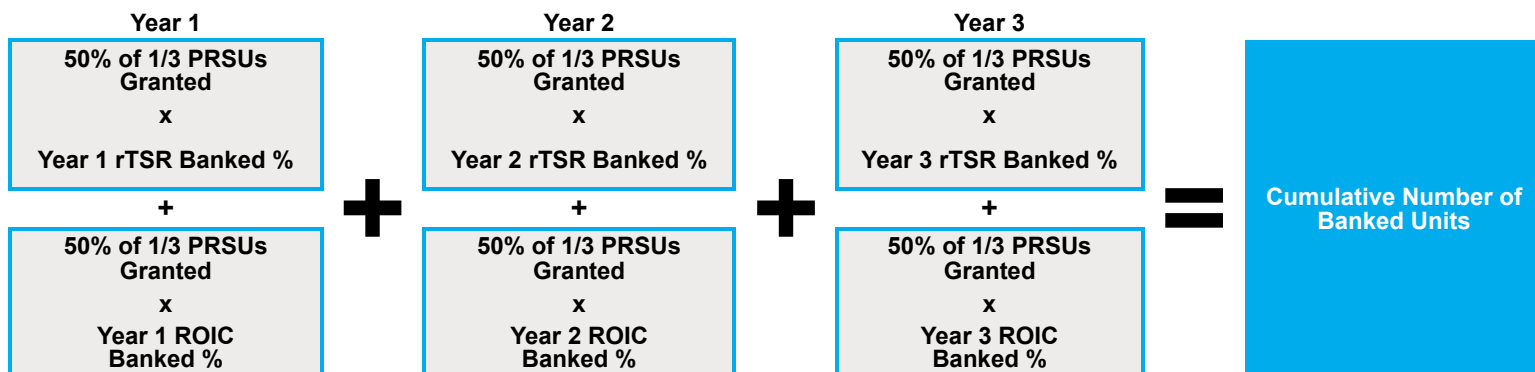 Year 1
50% of 1/3 PRSUs
Granted
x
Year 1 rTSR Banked %
+
50% of 1/3 PRSUs
Granted
x
Year 1 ROIC
Banked %
+
Year 2
50% of 1/3 PRSUs
Granted
x
Year 2 rTSR Banked %
+
50% of 1/3 PRSUs
Granted
x
Year 2 ROIC
Banked %
+
Year 3
50% of 1/3 PRSUs
Granted
x
Year 3 rTSR Banked %
+
50% of 1/3 PRSUs
Granted
x
Year 3 ROIC
Banked %
=
Cumulative Number of
Banked Units